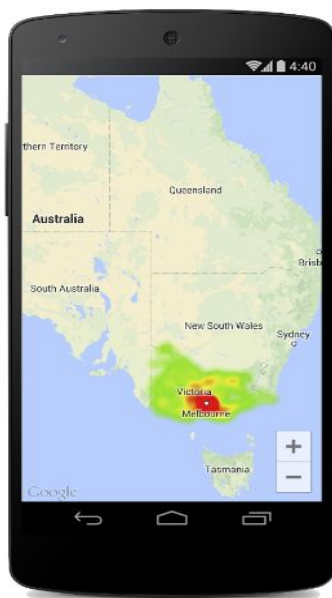 4:40
thern Territory
Queensland
Australia
Brisb
South Australia
New South Wales
Sydney
Victoria
Melbourne
+
Tasmania
−
Google